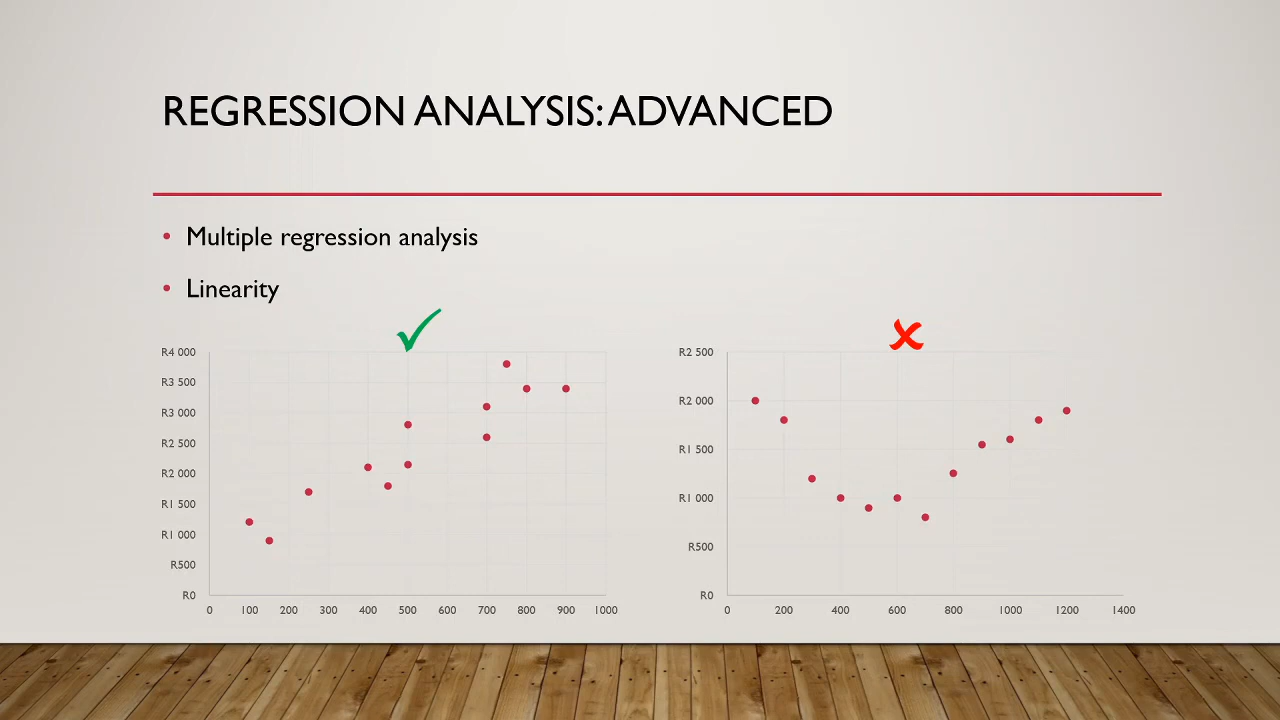 REGRESSION ANALYSIS: ADVANCED
• Multiple regression analysis
• Linearity
R4 000
R3 500
R3 000
R2 500
R2 000
R1 500
R1 000
R500
R0
0 100 200 300 400 500 600 700 800 900 1000
R2 500
R2 000
R1 500
R1 000
R500
R0
0 200 400 600 800 1000 1200 1400